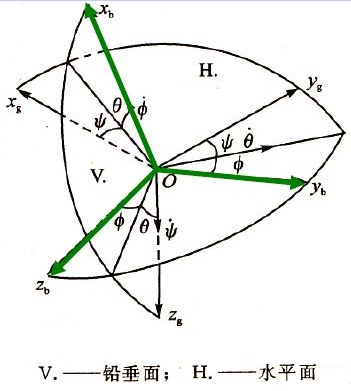 x_b
H.
y_g
x_g
θ φ̇
ψ
ψ θ̇
φ
V.
O
y_b
φ θ ψ̇
z_b
z_g
V. ——铅垂面； H. ——水平面